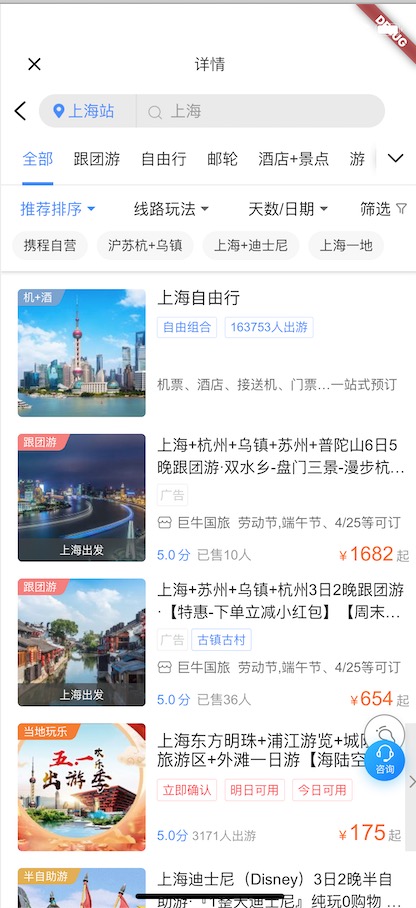 DEBUG
详情
上海站 上海
全部 跟团游 自由行 邮轮 酒店+景点 游
推荐排序 线路玩法 天数/日期 筛选
携程自营 沪苏杭+乌镇 上海+迪士尼 上海一地
机+酒
上海自由行
自由组合 163753人出游
机票、酒店、接送机、门票…一站式预订
跟团游
上海出发
上海+杭州+乌镇+苏州+普陀山6日5
晚跟团游·双水乡-盘门三景-漫步杭…
广告
巨牛国旅 劳动节,端午节、4/25等可订
5.0分 已售10人 ¥1682起
跟团游
上海出发
上海+苏州+乌镇+杭州3日2晚跟团游
·【特惠-下单立减小红包】【周末…
广告 古镇古村
巨牛国旅 劳动节,端午节、4/25等可订
5.0分 已售36人 ¥654起
当地玩乐
五一
欢乐
出游季
上海东方明珠+浦江游览+城
旅游区+外滩一日游【海陆空
立即确认 明日可用 今日可用
5.0分 3171人出游 ¥175起
咨询
半自助游
上海迪士尼（Disney）3日2晚半自
助游·『1整天迪士尼』纯玩0购物